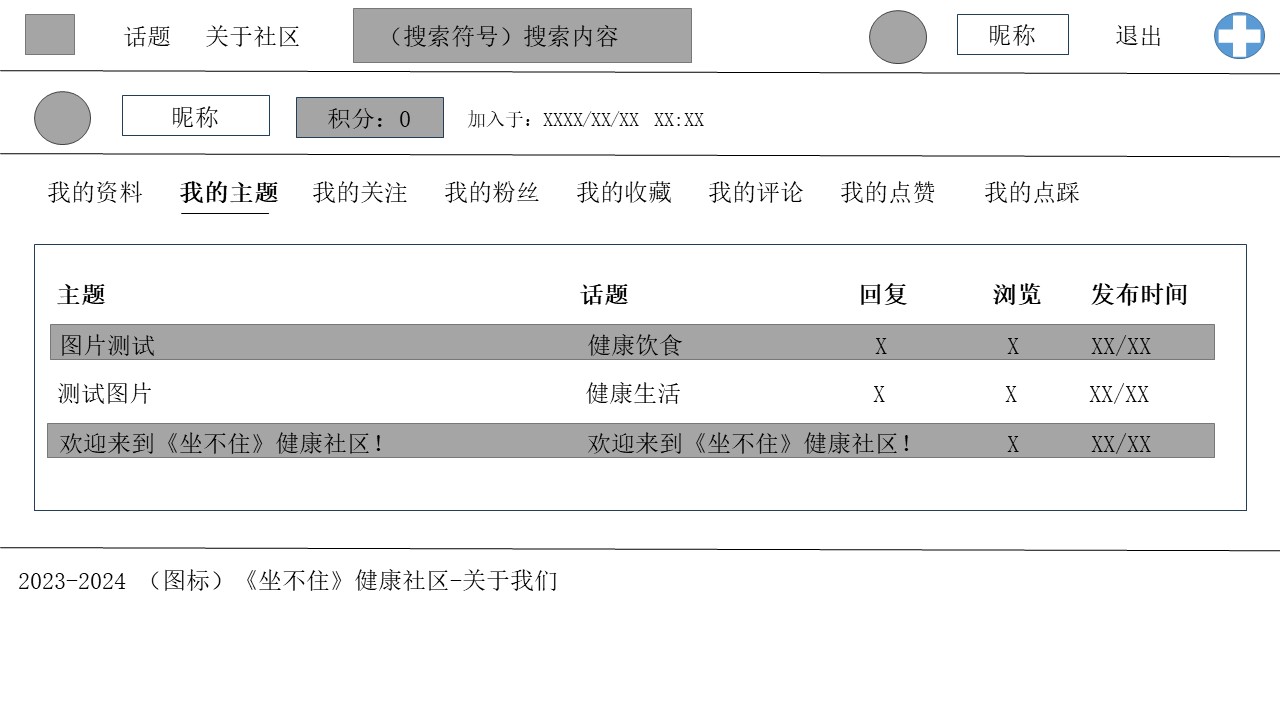 话题 关于社区 （搜索符号）搜索内容 昵称 退出
昵称 积分：0 加入于：XXXX/XX/XX XX:XX
我的资料 我的主题 我的关注 我的粉丝 我的收藏 我的评论 我的点赞 我的点踩
主题 话题 回复 浏览 发布时间
图片测试 健康饮食 X X XX/XX
测试图片 健康生活 X X XX/XX
欢迎来到《坐不住》健康社区！ 欢迎来到《坐不住》健康社区！ X XX/XX
2023-2024 （图标）《坐不住》健康社区-关于我们